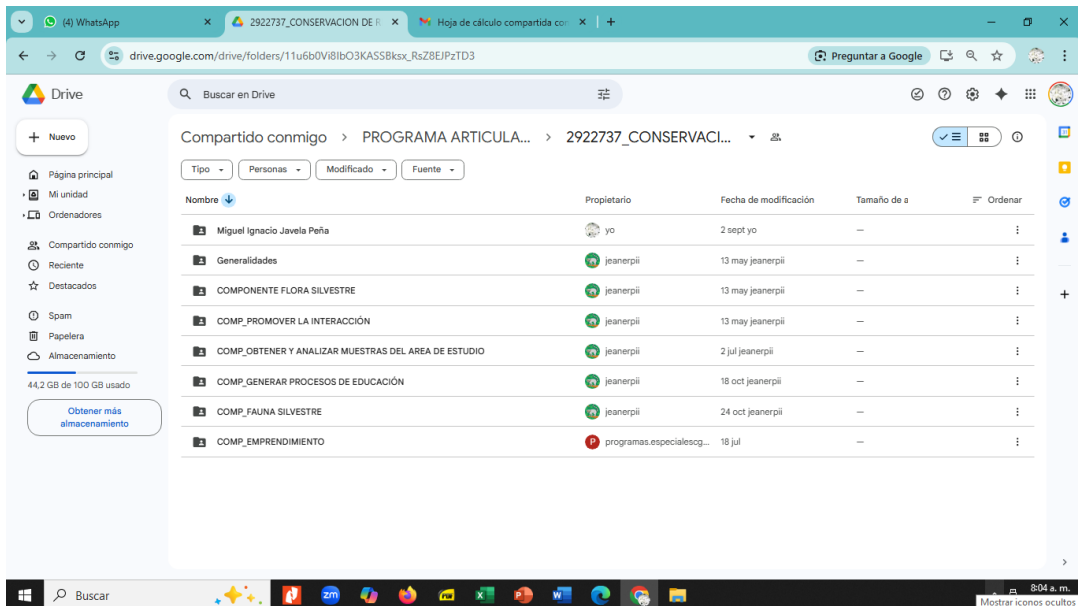 (4) WhatsApp
2922737_CONSERVACION DE R
Hoja de cálculo compartida con
drive.google.com/drive/folders/11u6b0Vi8IbO3KASSBksx_RsZ8EJPzTD3
Preguntar a Google
Drive
Buscar en Drive
Nuevo
Compartido conmigo > PROGRAMA ARTICULA... > 2922737_CONSERVACI...
Tipo
Personas
Modificado
Fuente
Página principal
Mi unidad
Ordenadores
Compartido conmigo
Reciente
Destacados
Spam
Papelera
Almacenamiento
44,2 GB de 100 GB usado
Obtener más
almacenamiento
Nombre Propietario Fecha de modificación Tamaño de a Ordenar
Miguel Ignacio Javela Peña yo 2 sept yo —
Generalidades jeanerpii 13 may jeanerpii —
COMPONENTE FLORA SILVESTRE jeanerpii 13 may jeanerpii —
COMP_PROMOVER LA INTERACCIÓN jeanerpii 13 may jeanerpii —
COMP_OBTENER Y ANALIZAR MUESTRAS DEL AREA DE ESTUDIO jeanerpii 2 jul jeanerpii —
COMP_GENERAR PROCESOS DE EDUCACIÓN jeanerpii 18 oct jeanerpii —
COMP_FAUNA SILVESTRE jeanerpii 24 oct jeanerpii —
COMP_EMPRENDIMIENTO P programas.especialescg... 18 jul —
Buscar
zm
8:04 a. m.
Mostrar iconos ocultos